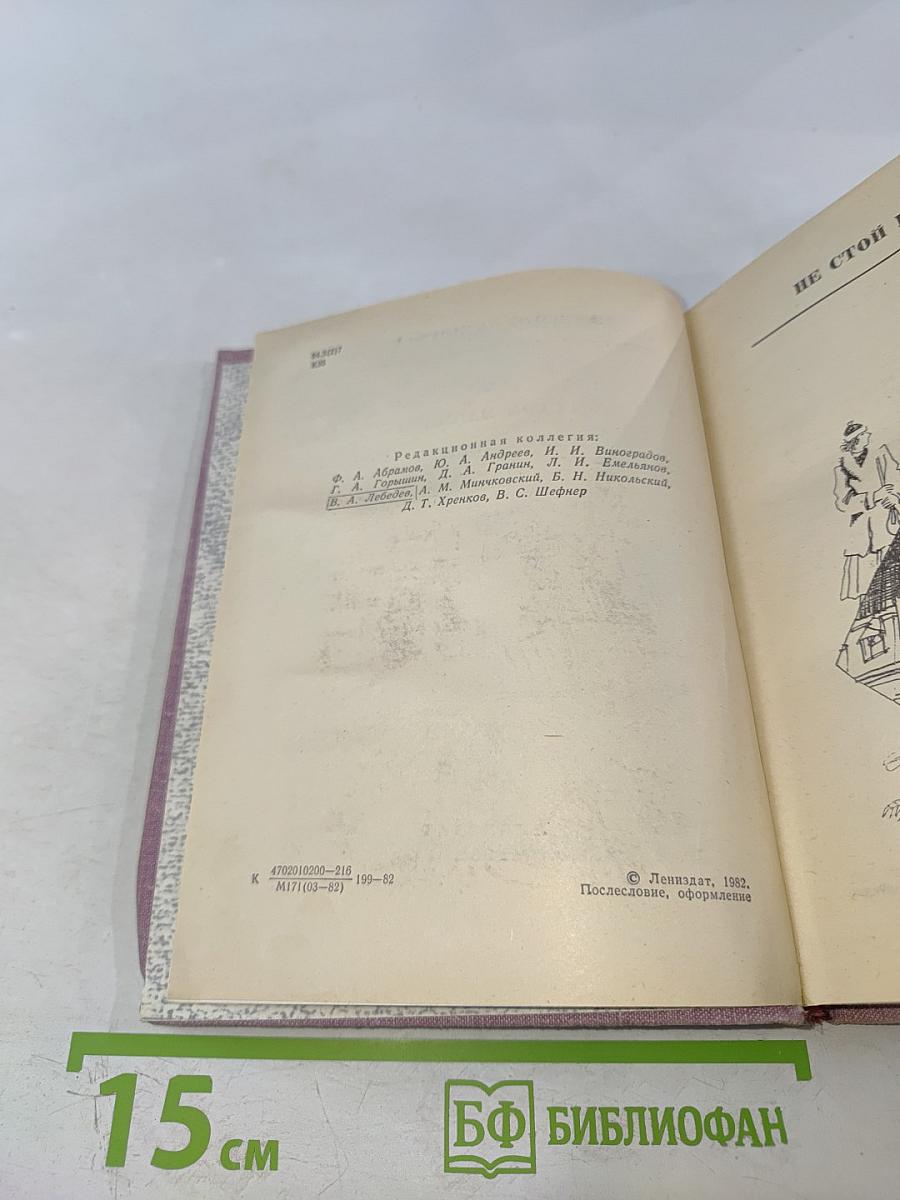 84.3(2)7
К93
Редакционная коллегия:
Ф. А. Абрамов, Ю. А. Андреев, И. И. Виноградов,
Г. А. Горышин, Д. А. Гранин, Л. И. Емельянов,
В. А. Лебедев, А. М. Минчковский, Б. Н. Никольский,
Д. Т. Хренков, В. С. Шефнер
К 4702010200—216
М171(03—82) 199—82
© Лениздат, 1982.
Послесловие, оформление
НЕ СТОЙ
15 см
БФ БИБЛИОФАН